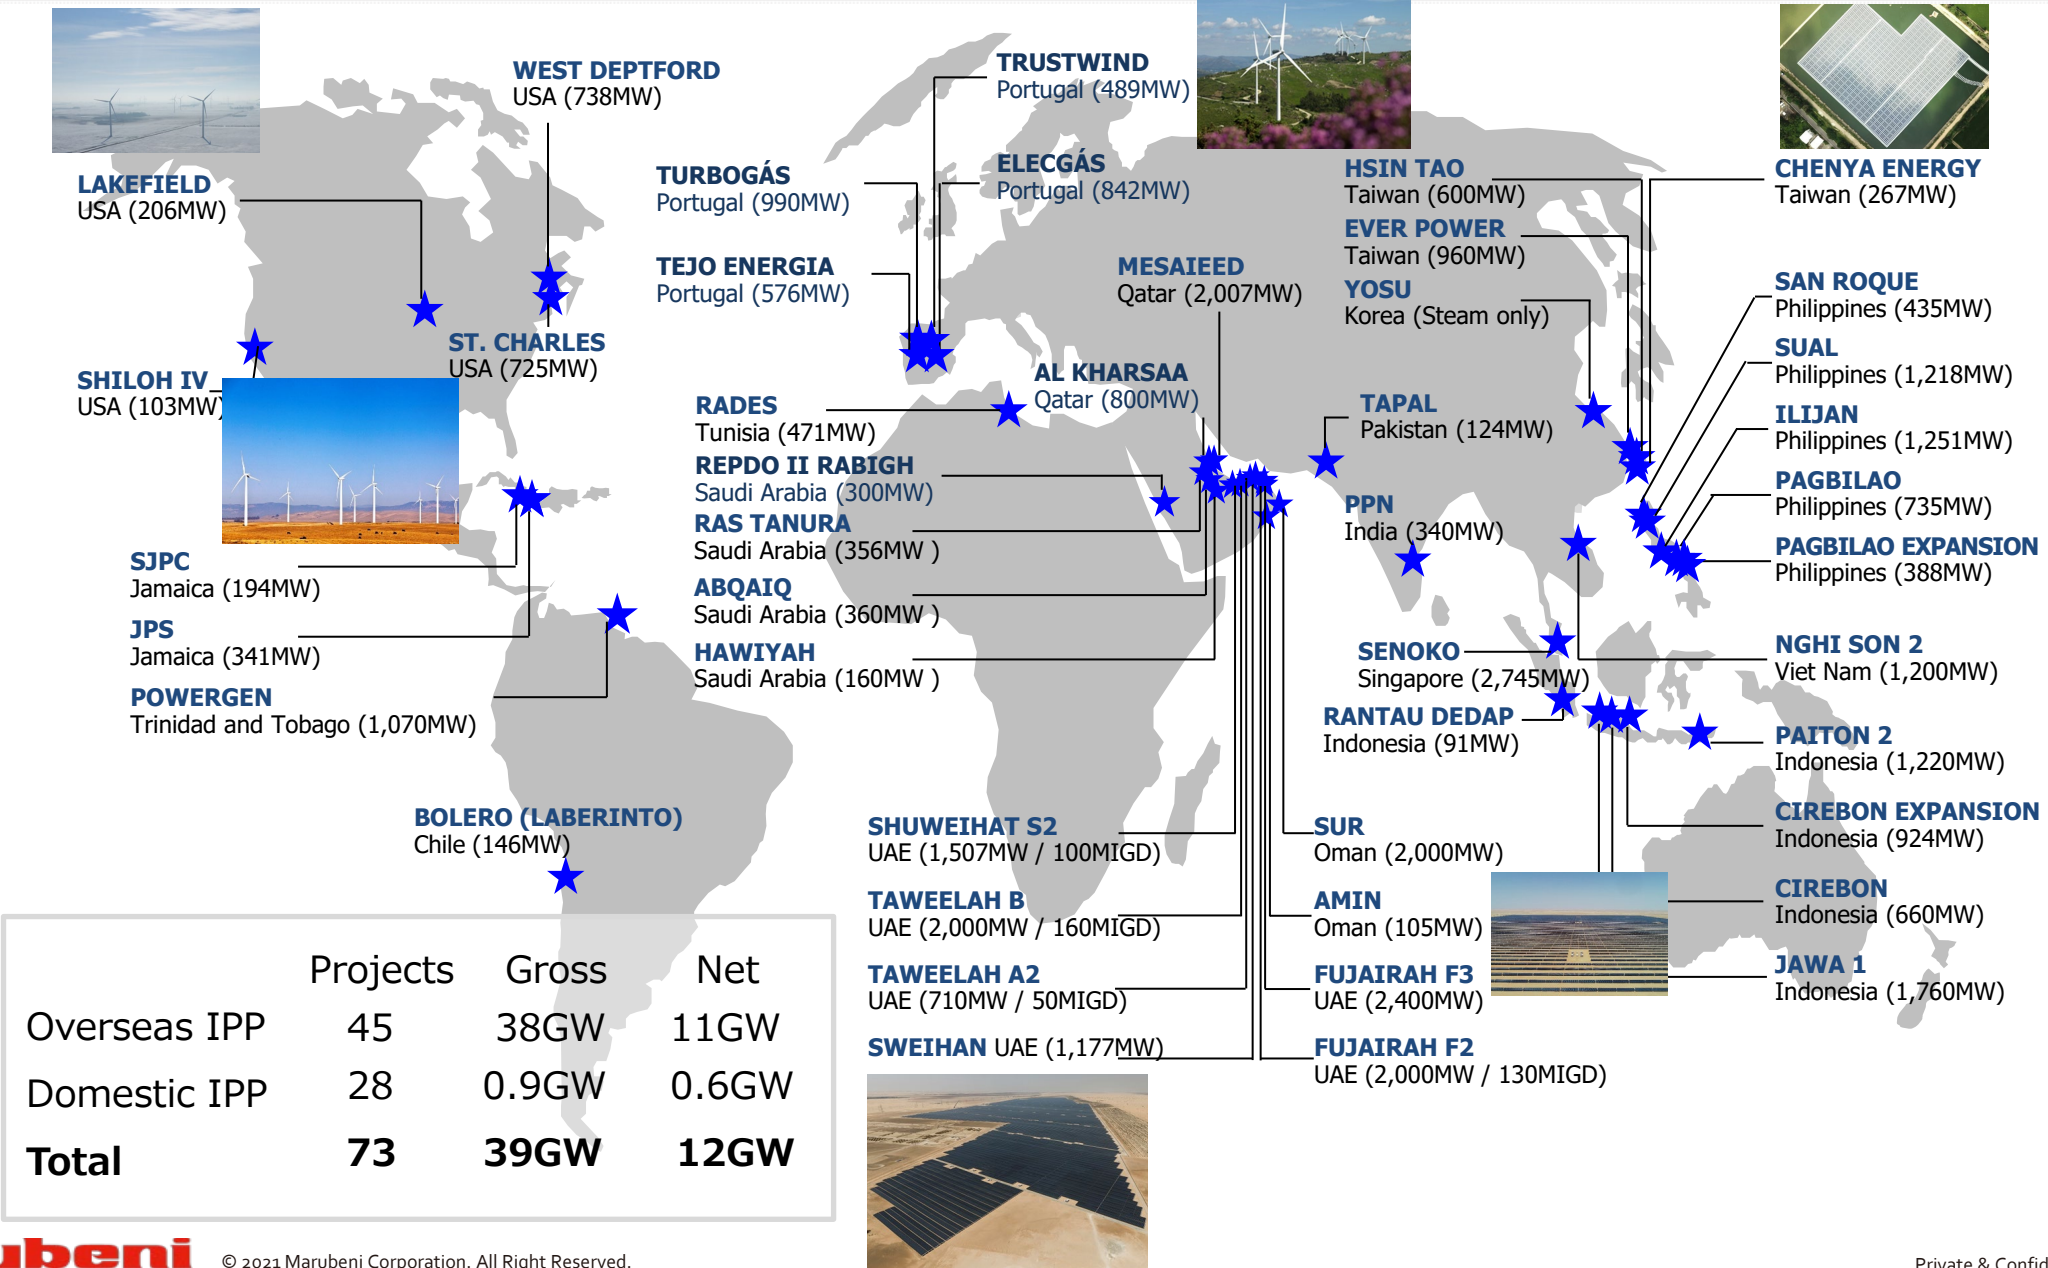 WEST DEPTFORD
USA (738MW)
LAKEFIELD
USA (206MW)
ST. CHARLES
USA (725MW)
SHILOH IV
USA (103MW)
SJPC
Jamaica (194MW)
JPS
Jamaica (341MW)
POWERGEN
Trinidad and Tobago (1,070MW)
BOLERO (LABERINTO)
Chile (146MW)
TRUSTWIND
Portugal (489MW)
TURBOGÁS
Portugal (990MW)
ELECGÁS
Portugal (842MW)
TEJO ENERGIA
Portugal (576MW)
MESAIEED
Qatar (2,007MW)
AL KHARSAA
Qatar (800MW)
RADES
Tunisia (471MW)
REPDO II RABIGH
Saudi Arabia (300MW)
RAS TANURA
Saudi Arabia (356MW )
ABQAIQ
Saudi Arabia (360MW )
HAWIYAH
Saudi Arabia (160MW )
SHUWEIHAT S2
UAE (1,507MW / 100MIGD)
TAWEELAH B
UAE (2,000MW / 160MIGD)
TAWEELAH A2
UAE (710MW / 50MIGD)
SWEIHAN UAE (1,177MW)
SUR
Oman (2,000MW)
AMIN
Oman (105MW)
FUJAIRAH F3
UAE (2,400MW)
FUJAIRAH F2
UAE (2,000MW / 130MIGD)
HSIN TAO
Taiwan (600MW)
EVER POWER
Taiwan (960MW)
YOSU
Korea (Steam only)
TAPAL
Pakistan (124MW)
PPN
India (340MW)
SENOKO
Singapore (2,745MW)
RANTAU DEDAP
Indonesia (91MW)
CHENYA ENERGY
Taiwan (267MW)
SAN ROQUE
Philippines (435MW)
SUAL
Philippines (1,218MW)
ILIJAN
Philippines (1,251MW)
PAGBILAO
Philippines (735MW)
PAGBILAO EXPANSION
Philippines (388MW)
NGHI SON 2
Viet Nam (1,200MW)
PAITON 2
Indonesia (1,220MW)
CIREBON EXPANSION
Indonesia (924MW)
CIREBON
Indonesia (660MW)
JAWA 1
Indonesia (1,760MW)
Projects Gross Net
Overseas IPP 45 38GW 11GW
Domestic IPP 28 0.9GW 0.6GW
Total 73 39GW 12GW
ubeni
© 2021 Marubeni Corporation. All Right Reserved.
Private & Confid